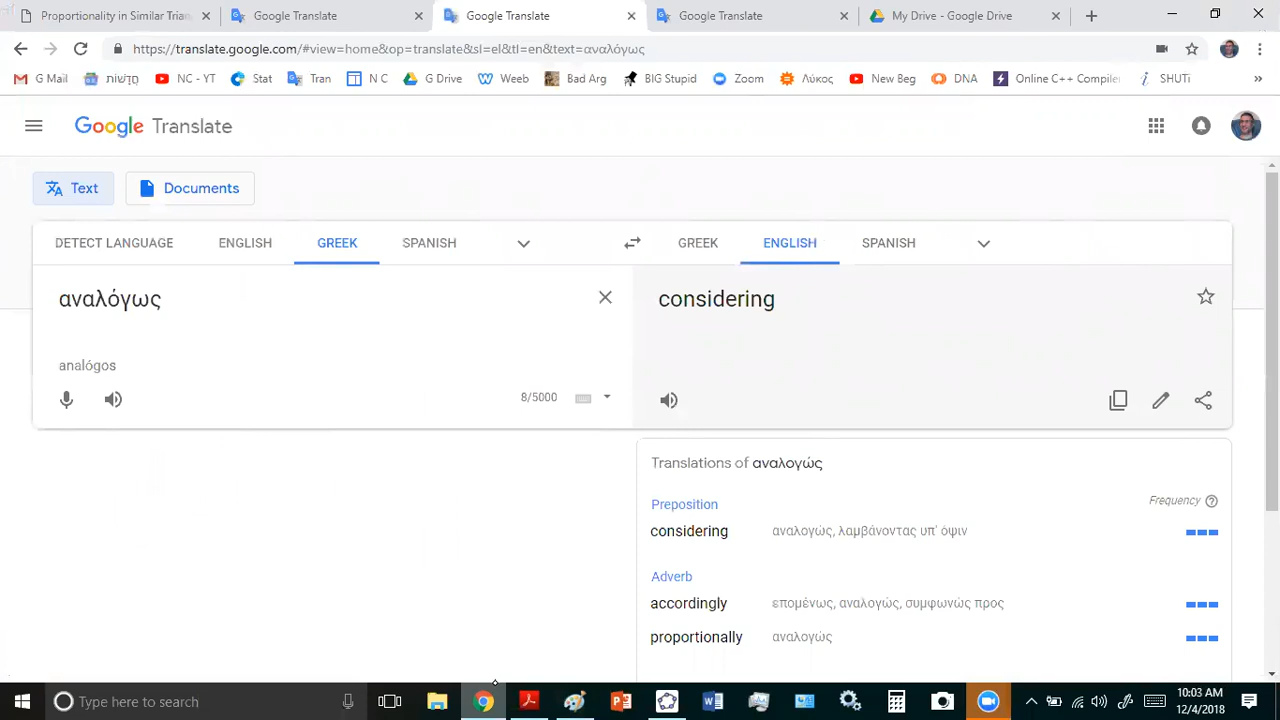 Proportionality in Similar Trian
Google Translate
Google Translate
Google Translate
My Drive - Google Drive
https://translate.google.com/#view=home&op=translate&sl=el&tl=en&text=αναλόγως
G Mail
חֲדָשׁוֹת
NC - YT
Stat
Tran
N C
G Drive
Weeb
Bad Arg
BIG Stupid
Zoom
Λύκος
New Beg
DNA
Online C++ Compiler
SHUTi
Google Translate
Text
Documents
DETECT LANGUAGE
ENGLISH
GREEK
SPANISH
GREEK
ENGLISH
SPANISH
αναλόγως
considering
analógos
8/5000
Translations of αναλογώς
Preposition
Frequency
considering
αναλογώς, λαμβάνοντας υπ' όψιν
Adverb
accordingly
επομένως, αναλογώς, συμφωνώς προς
proportionally
αναλογώς
Type here to search
10:03 AM
12/4/2018